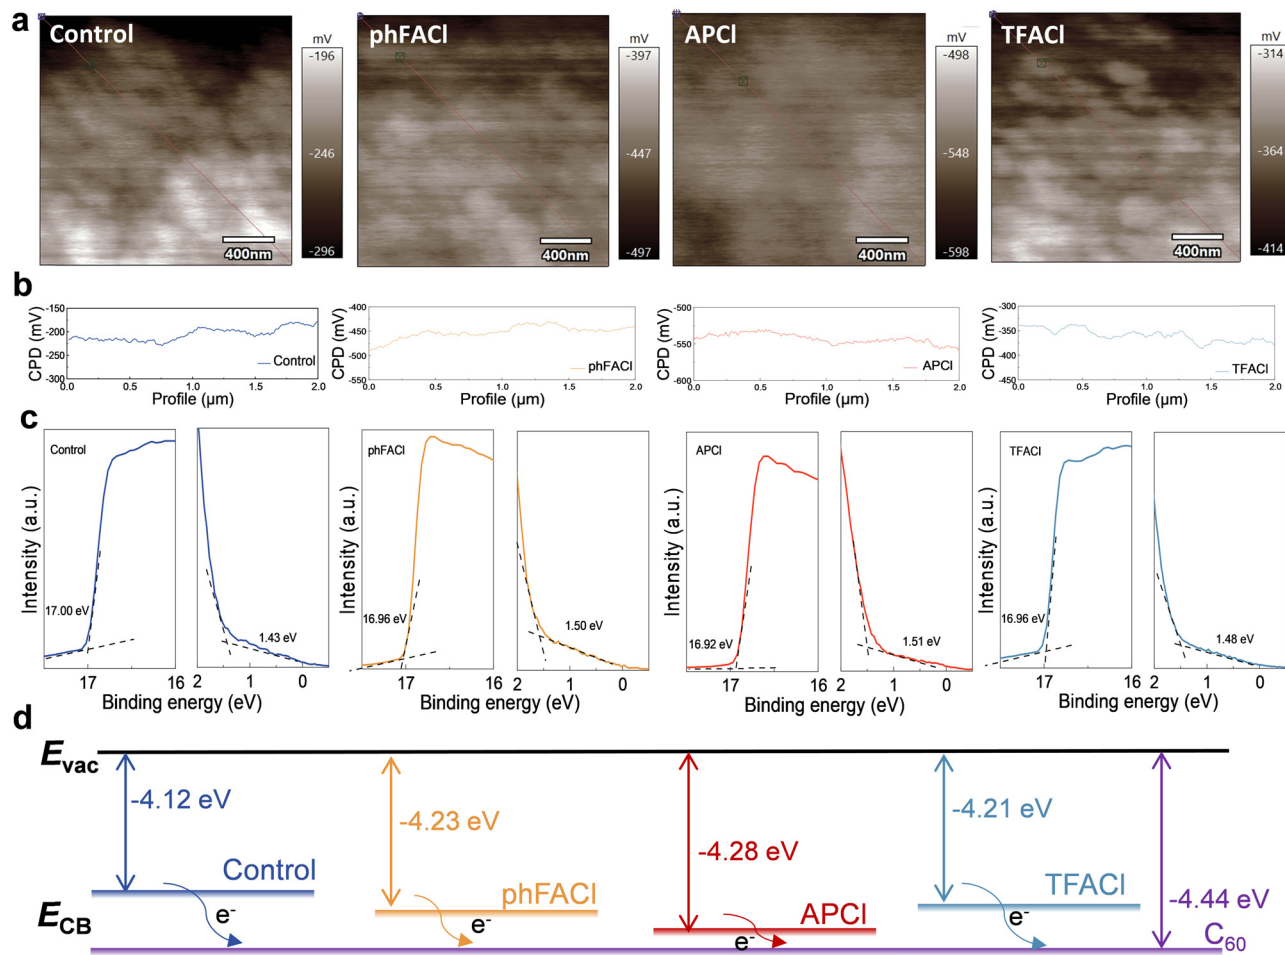 a
Control
mV
-196
-246
-296
400nm
phFACl
mV
-397
-447
-497
400nm
APCl
mV
-498
-548
-598
400nm
TFACl
mV
-314
-364
-414
400nm
b
CPD (mV)
-150
-200
-250
-300
0.0 0.5 1.0 1.5 2.0
Profile (μm)
Control
CPD (mV)
-400
-450
-500
-550
0.0 0.5 1.0 1.5 2.0
Profile (μm)
phFACl
CPD (mV)
-500
-550
-600
0.0 0.5 1.0 1.5 2.0
Profile (μm)
APCl
CPD (mV)
-300
-350
-400
-450
0.0 0.5 1.0 1.5 2.0
Profile (μm)
TFACl
c
Intensity (a.u.)
Control
17.00 eV
1.43 eV
17 16 2 1 0
Binding energy (eV)
Intensity (a.u.)
phFACl
16.96 eV
1.50 eV
17 16 2 1 0
Binding energy (eV)
Intensity (a.u.)
APCl
16.92 eV
1.51 eV
17 16 2 1 0
Binding energy (eV)
Intensity (a.u.)
TFACl
16.96 eV
1.48 eV
17 16 2 1 0
Binding energy (eV)
d
Evac
-4.12 eV
-4.23 eV
-4.28 eV
-4.21 eV
-4.44 eV
Control
phFACl
APCl
TFACl
ECB
e-
e-
e-
e-
C60